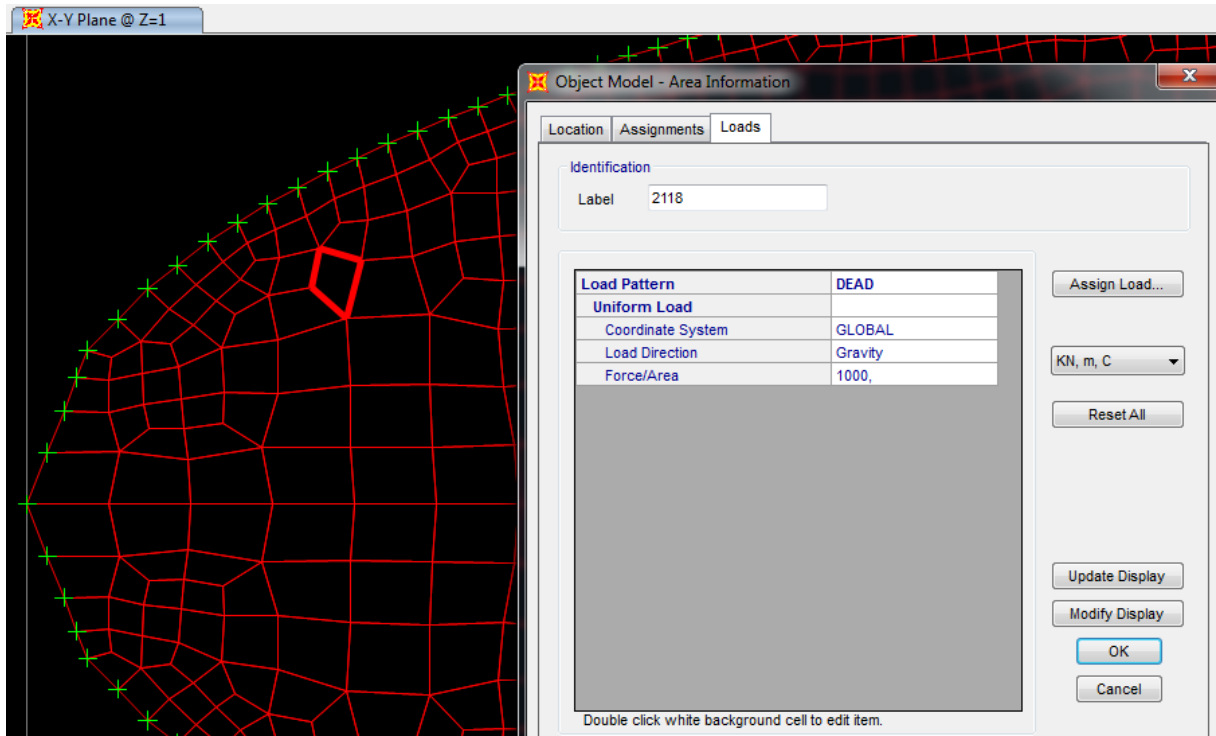 X-Y Plane @ Z=1
Object Model - Area Information
Location Assignments Loads
Identification
Label 2118
Load Pattern DEAD
Uniform Load
Coordinate System GLOBAL
Load Direction Gravity
Force/Area 1000,
Assign Load...
KN, m, C
Reset All
Update Display
Modify Display
OK
Cancel
Double click white background cell to edit item.